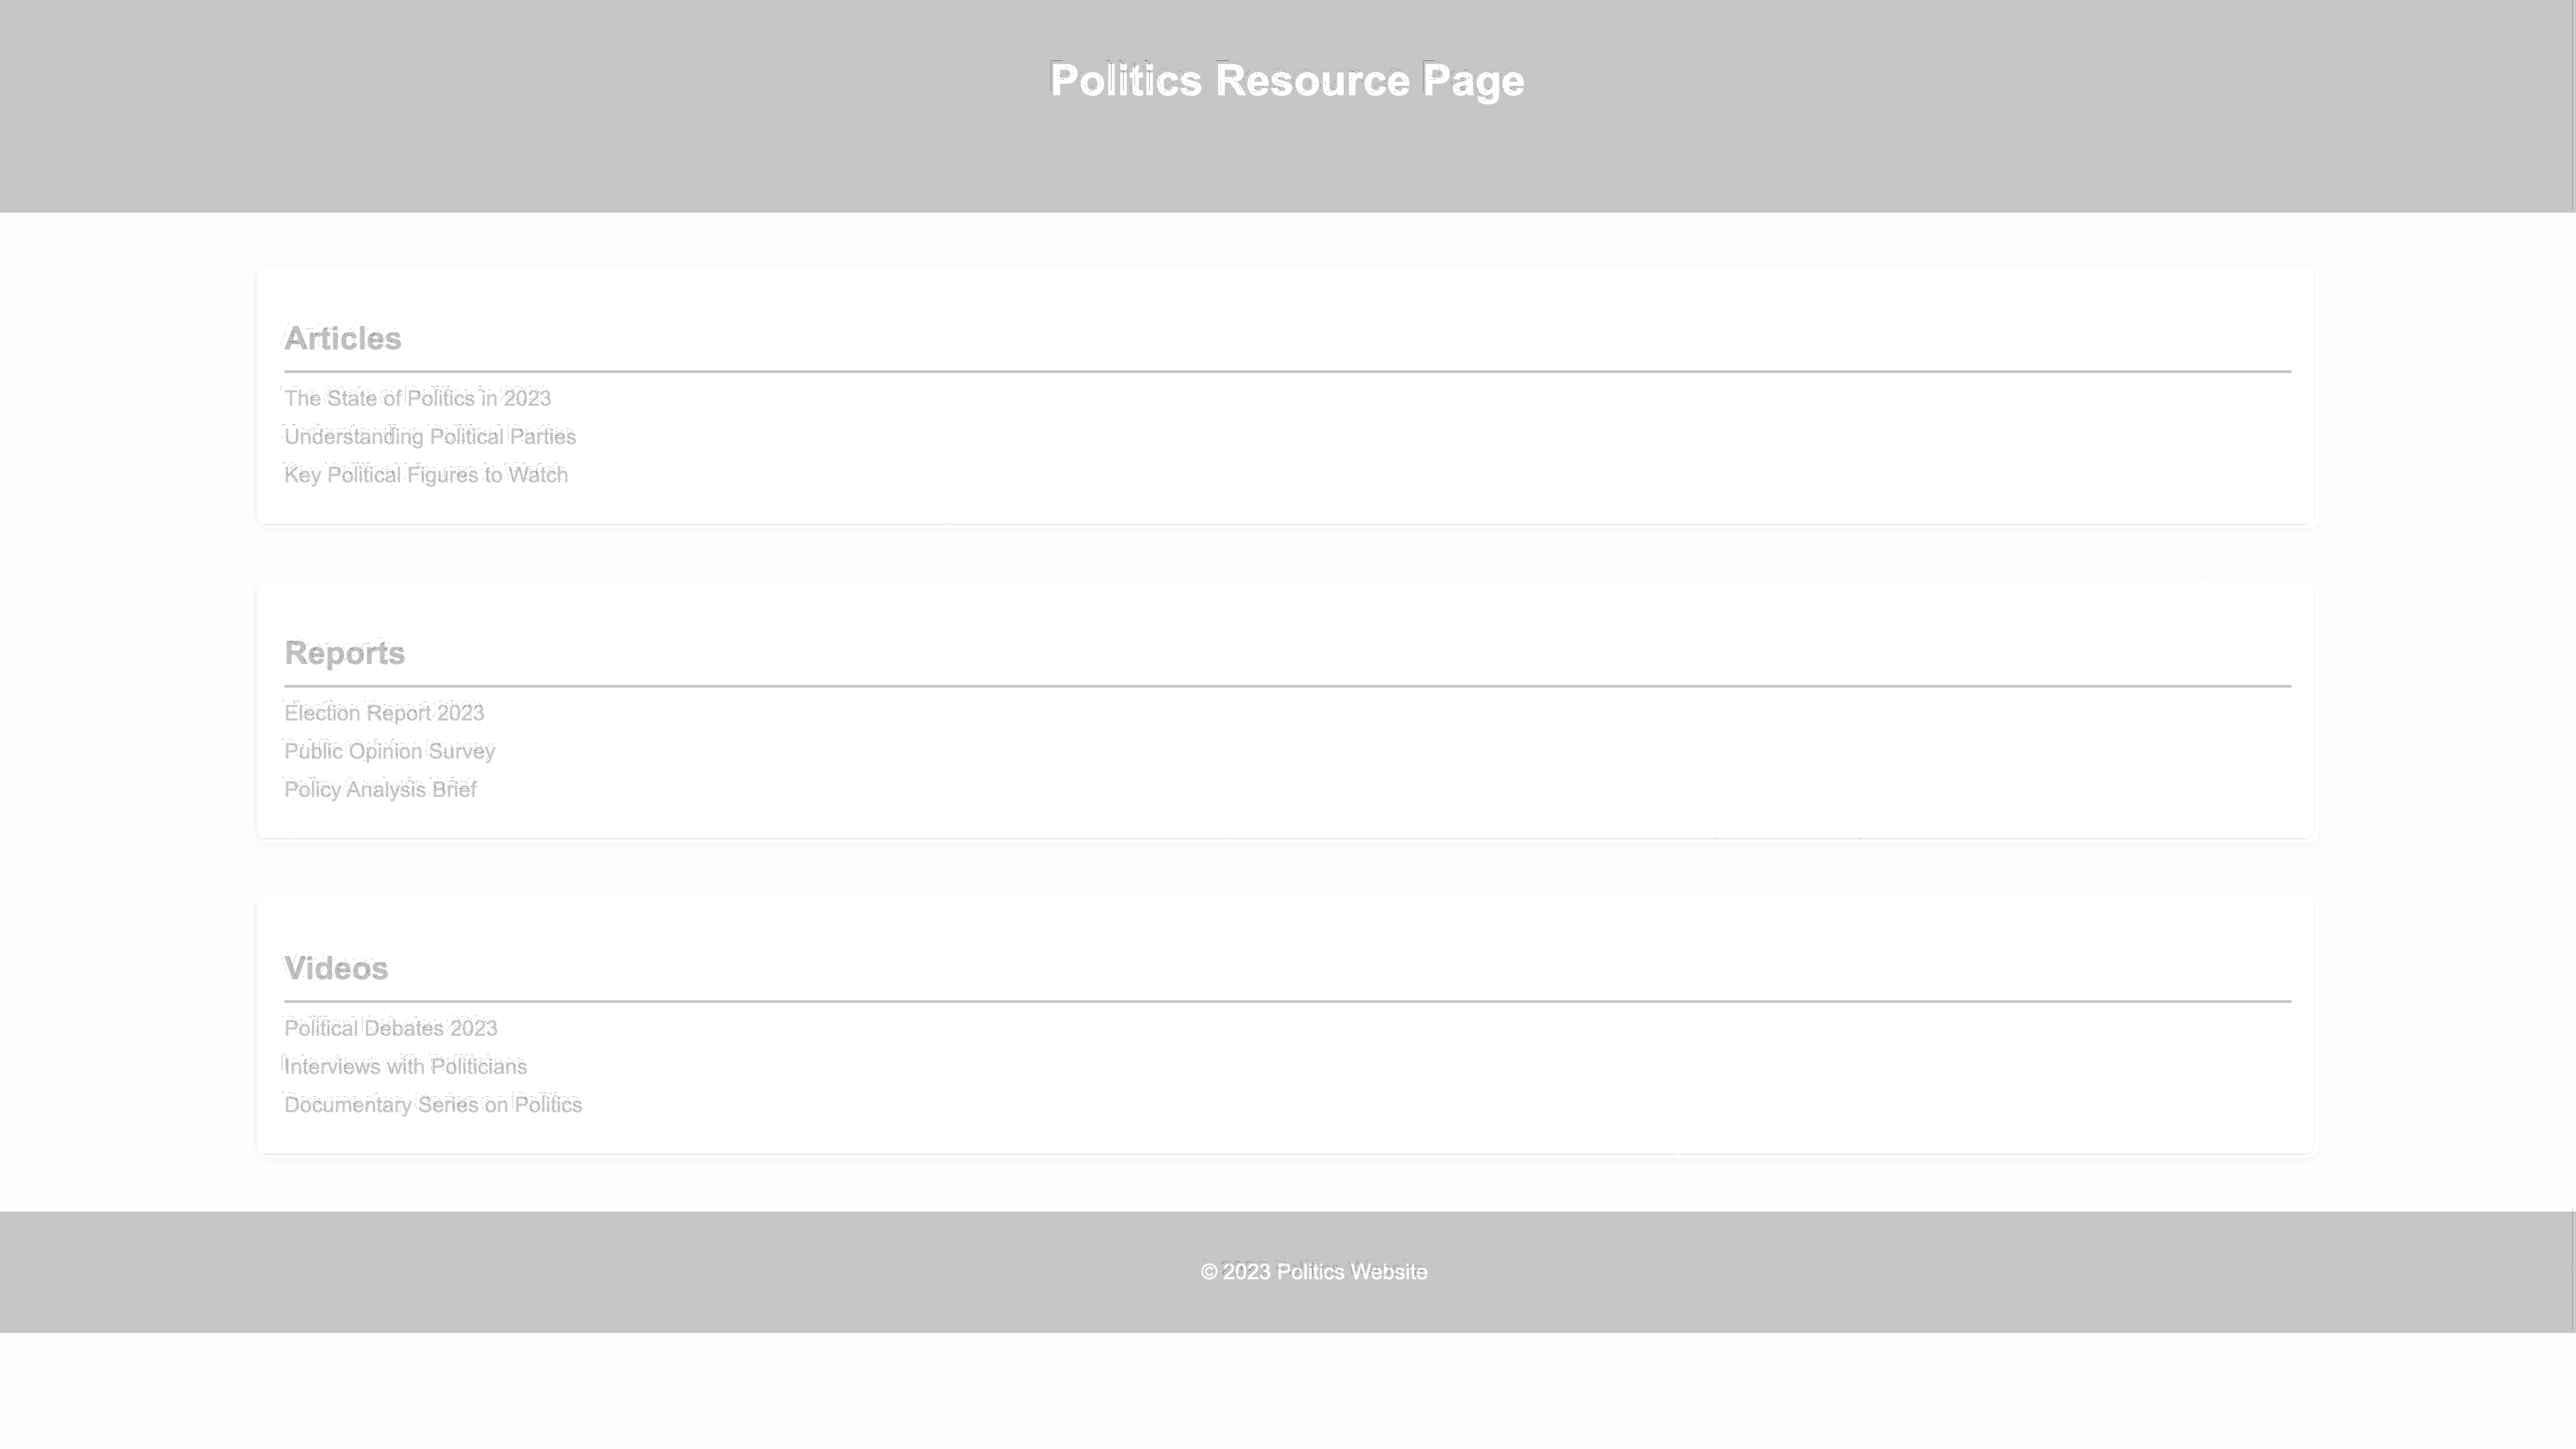 Politics Resource Page
Articles
The State of Politics in 2023
Understanding Political Parties
Key Political Figures to Watch
Reports
Election Report 2023
Public Opinion Survey
Policy Analysis Brief
Videos
Political Debates 2023
Interviews with Politicians
Documentary Series on Politics
© 2023 Politics Website